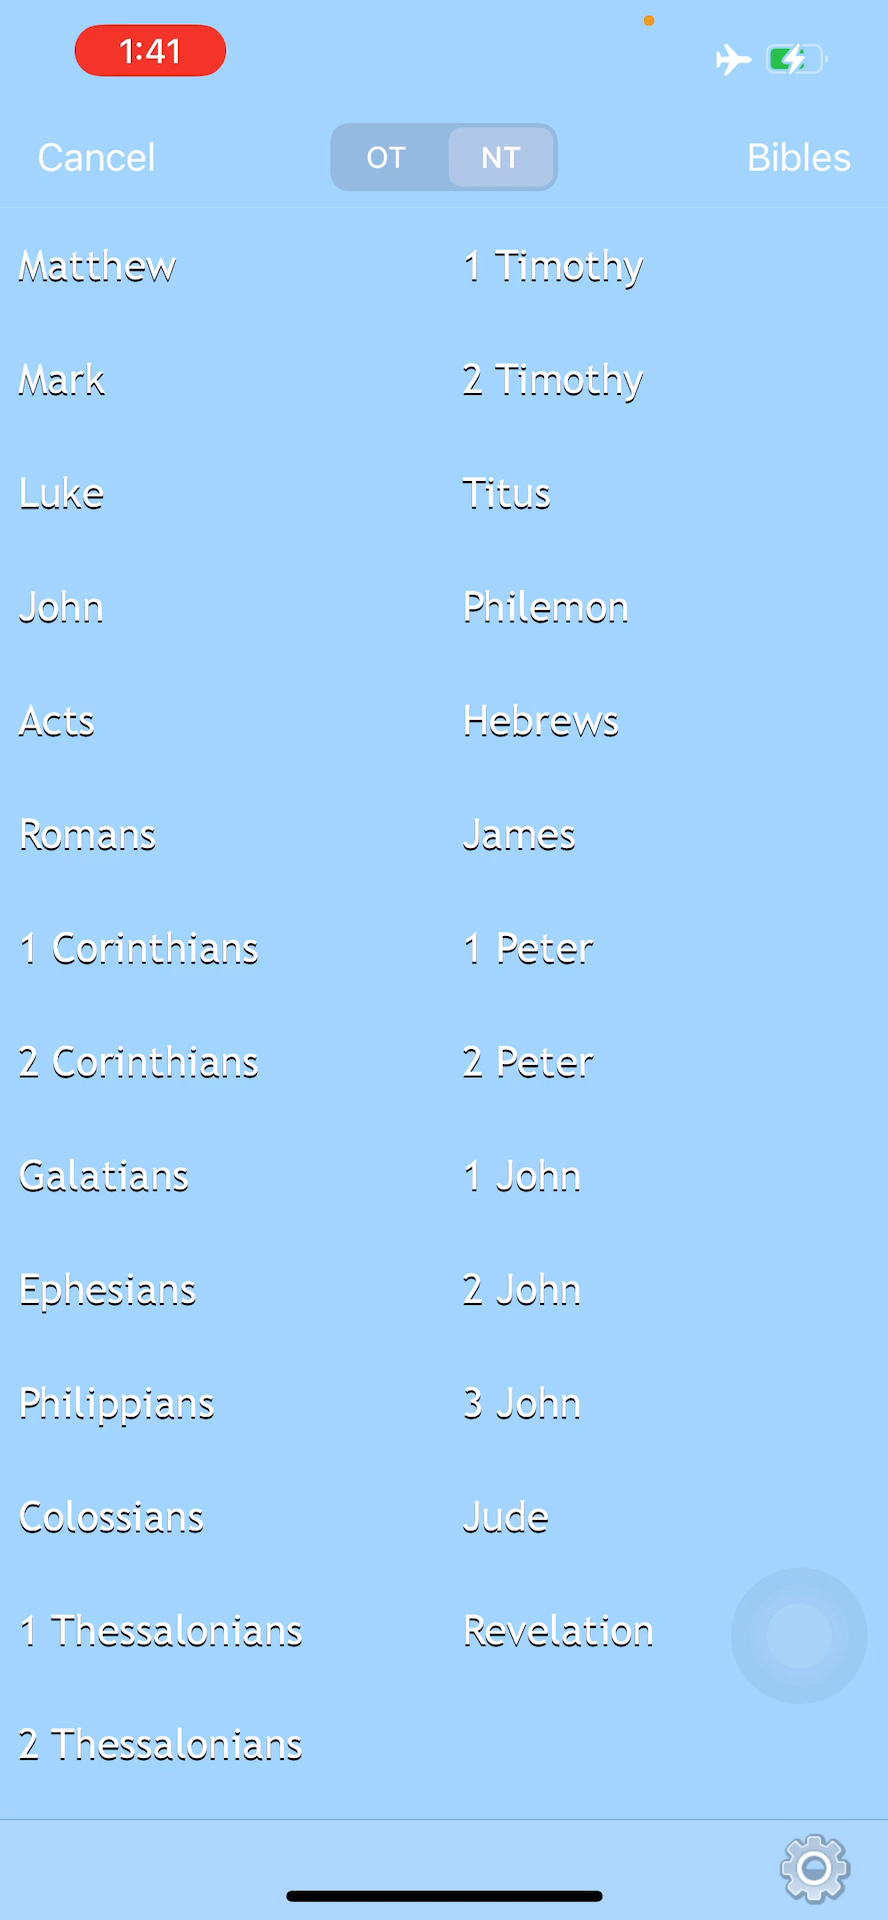 1:41
Cancel
OT
NT
Bibles
Matthew
Mark
Luke
John
Acts
Romans
1 Corinthians
2 Corinthians
Galatians
Ephesians
Philippians
Colossians
1 Thessalonians
2 Thessalonians
1 Timothy
2 Timothy
Titus
Philemon
Hebrews
James
1 Peter
2 Peter
1 John
2 John
3 John
Jude
Revelation